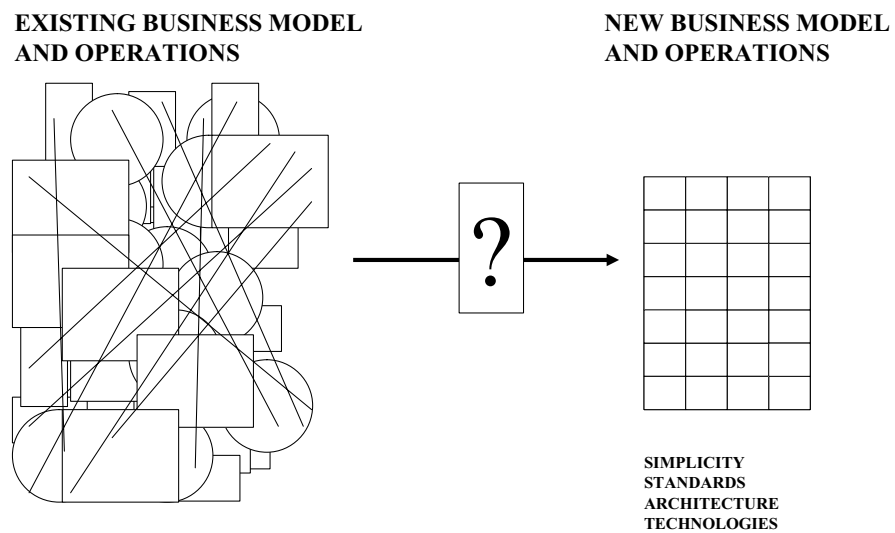 EXISTING BUSINESS MODEL
AND OPERATIONS
NEW BUSINESS MODEL
AND OPERATIONS
?
SIMPLICITY
STANDARDS
ARCHITECTURE
TECHNOLOGIES